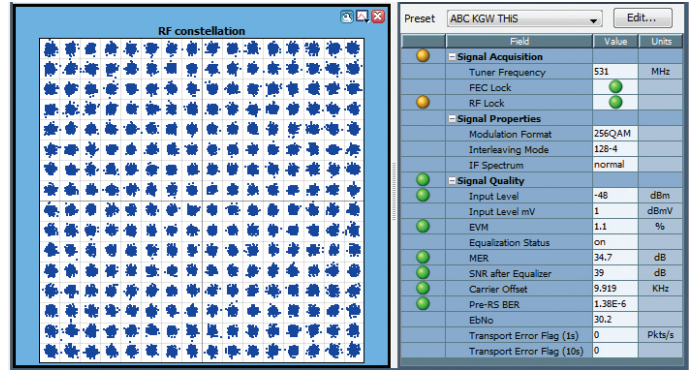 RF constellation
Preset ABC KGW THIS Edit...
Field Value Units
Signal Acquisition
Tuner Frequency 531 MHz
FEC Lock
RF Lock
Signal Properties
Modulation Format 256QAM
Interleaving Mode 128-4
IF Spectrum normal
Signal Quality
Input Level -48 dBm
Input Level mV 1 dBmV
EVM 1.1 %
Equalization Status on
MER 34.7 dB
SNR after Equalizer 39 dB
Carrier Offset 9.919 KHz
Pre-RS BER 1.38E-6
EbNo 30.2
Transport Error Flag (1s) 0 Pkts/s
Transport Error Flag (10s) 0